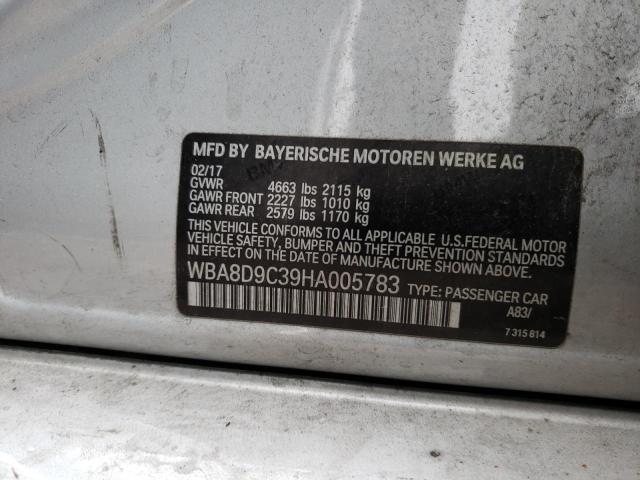 MFD BY BAYERISCHE MOTOREN WERKE AG
02/17
GVWR 4663 lbs 2115 kg
GAWR FRONT 2227 lbs 1010 kg
GAWR REAR 2579 lbs 1170 kg
THIS VEHICLE CONFORMS TO ALL APPLICABLE U.S.FEDERAL MOTOR
VEHICLE SAFETY, BUMPER AND THEFT PREVENTION STANDARDS
IN EFFECT ON THE DATE OF MANUFACTURE SHOWN ABOVE.
WBA8D9C39HA005783 TYPE: PASSENGER CAR
A83/
7 315 814